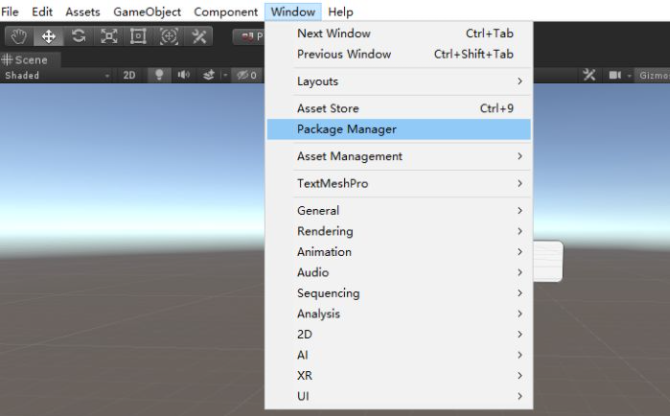 File Edit Assets GameObject Component Window Help
Scene
Shaded 2D 0 Gizmo
Next Window Ctrl+Tab
Previous Window Ctrl+Shift+Tab
Layouts
Asset Store Ctrl+9
Package Manager
Asset Management
TextMeshPro
General
Rendering
Animation
Audio
Sequencing
Analysis
2D
AI
XR
UI